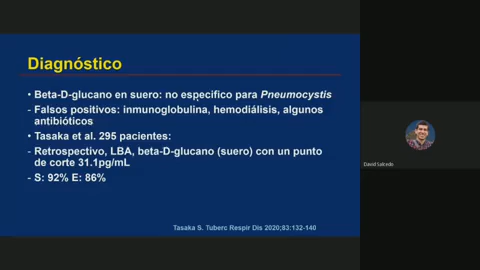 Diagnóstico
• Beta-D-glucano en suero: no especifico para Pneumocystis
- Falsos positivos: inmunoglobulina, hemodiálisis, algunos
antibióticos
• Tasaka et al. 295 pacientes:
- Retrospectivo, LBA, beta-D-glucano (suero) con un punto
de corte 31.1pg/mL
- S: 92% E: 86%
Tasaka S. Tuberc Respir Dis 2020;83:132-140
David Salcedo